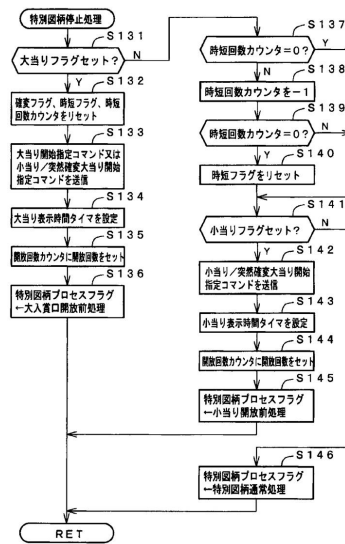 特別図柄停止処理
S131
大当りフラグセット?
N
Y
S132
確変フラグ、時短フラグ、時短
回数カウンタをリセット
S133
大当り開始指定コマンド又は
小当り/突然確変大当り開始
指定コマンドを送信
S134
大当り表示時間タイマを設定
S135
開放回数カウンタに開放回数をセット
S136
特別図柄プロセスフラグ
←大入賞口開放前処理
S137
時短回数カウンタ=0?
Y
N
S138
時短回数カウンタを-1
S139
時短回数カウンタ=0?
N
Y
S140
時短フラグをリセット
S141
小当りフラグセット?
N
Y
S142
小当り/突然確変大当り開始
指定コマンドを送信
S143
小当り表示時間タイマを設定
S144
開放回数カウンタに開放回数をセット
S145
特別図柄プロセスフラグ
←小当り開放前処理
S146
特別図柄プロセスフラグ
←特別図柄通常処理
RET